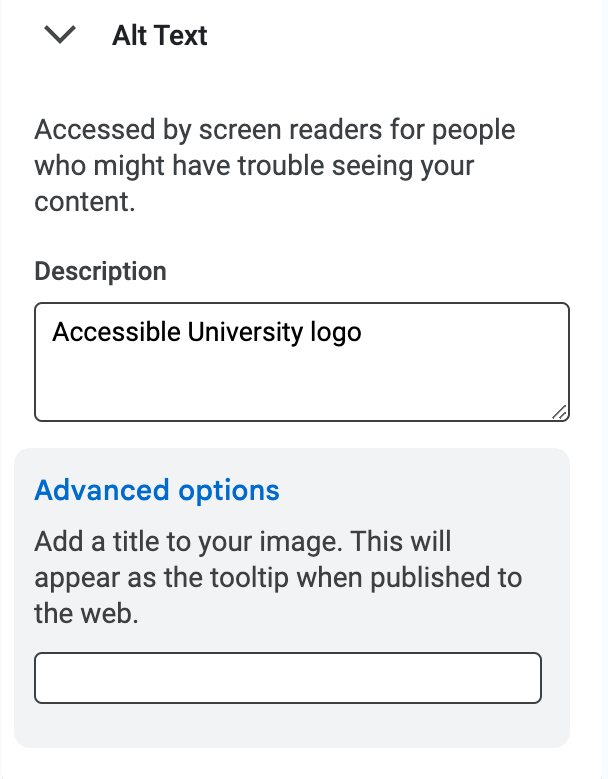 Alt Text
Accessed by screen readers for people
who might have trouble seeing your
content.
Description
Accessible University logo
Advanced options
Add a title to your image. This will
appear as the tooltip when published to
the web.